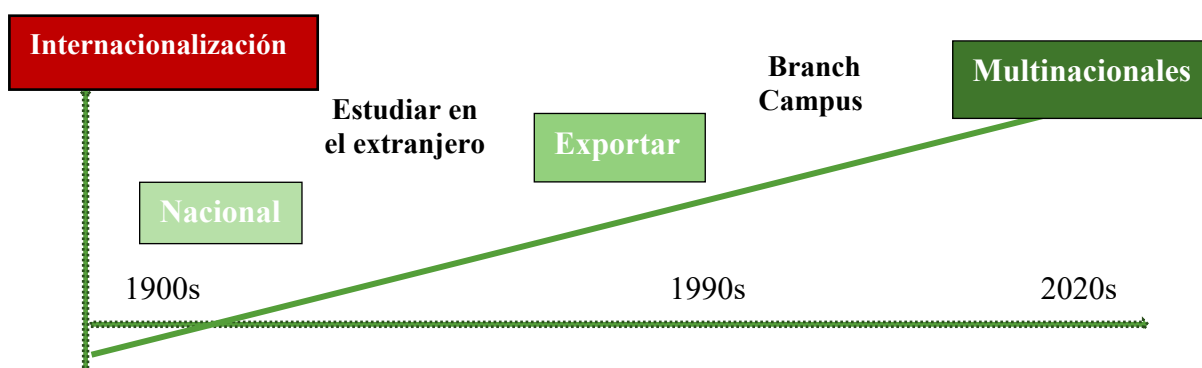 Internacionalización
Estudiar en
el extranjero
Branch
Campus
Multinacionales
Exportar
Nacional
1900s
1990s
2020s